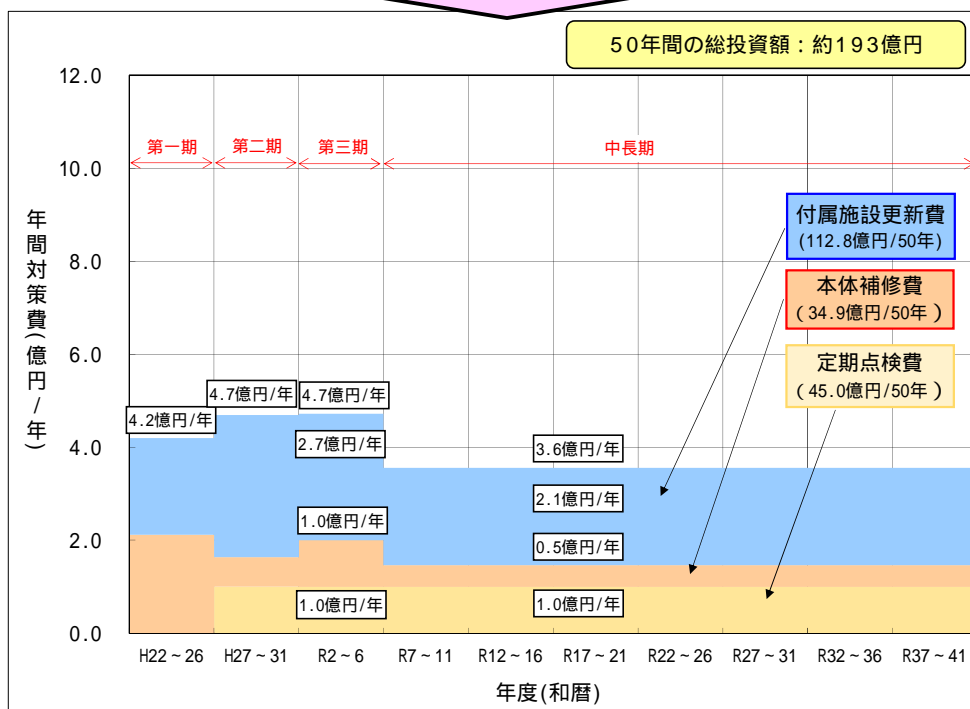 50年間の総投資額：約193億円
12.0
10.0
8.0
6.0
4.0
2.0
0.0
年間対策費(億円/年)
第一期
第二期
第三期
中長期
付属施設更新費
(112.8億円/50年)
本体補修費
(34.9億円/50年)
定期点検費
(45.0億円/50年)
4.2億円/年
4.7億円/年
4.7億円/年
2.7億円/年
1.0億円/年
1.0億円/年
3.6億円/年
2.1億円/年
0.5億円/年
1.0億円/年
H22～26
H27～31
R2～6
R7～11
R12～16
R17～21
R22～26
R27～31
R32～36
R37～41
年度(和暦)